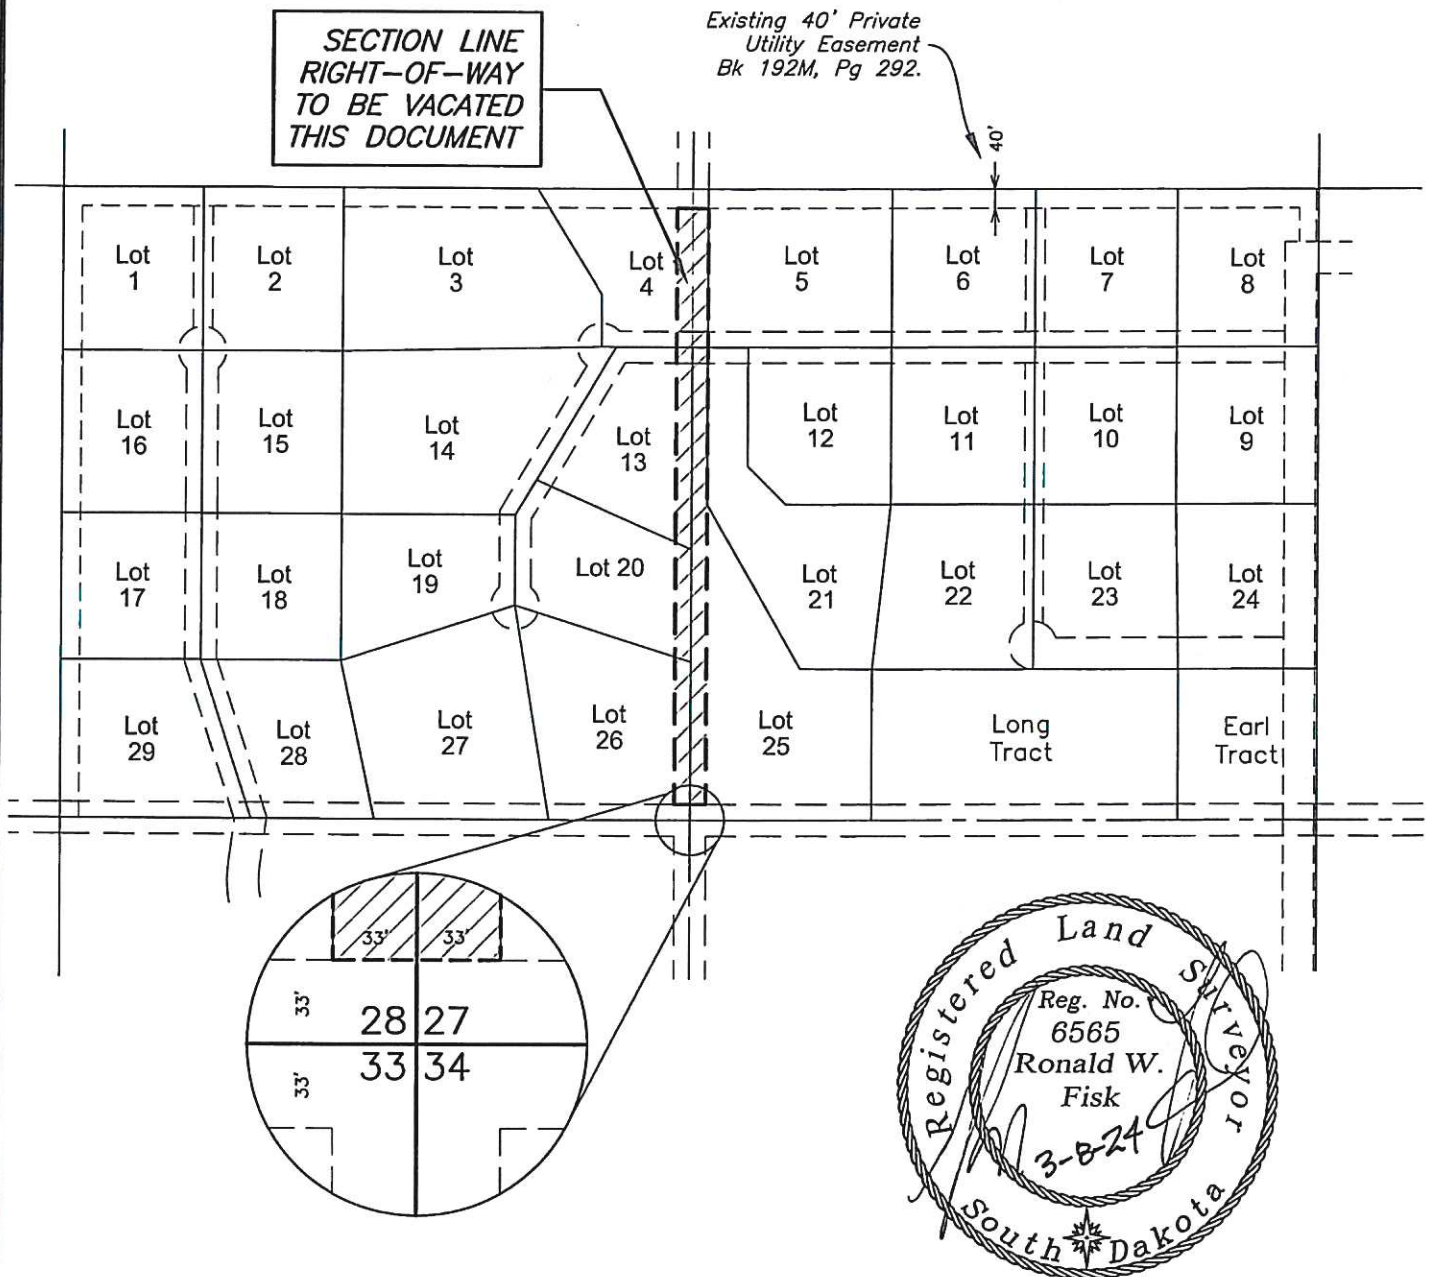 SECTION LINE
RIGHT-OF-WAY
TO BE VACATED
THIS DOCUMENT
Existing 40' Private
Utility Easement
Bk 192M, Pg 292.
40'
Lot
1
Lot
2
Lot
3
Lot
4
Lot
5
Lot
6
Lot
7
Lot
8
Lot
16
Lot
15
Lot
14
Lot
13
Lot
12
Lot
11
Lot
10
Lot
9
Lot
17
Lot
18
Lot
19
Lot 20
Lot
21
Lot
22
Lot
23
Lot
24
Lot
29
Lot
28
Lot
27
Lot
26
Lot
25
Long
Tract
Earl
Tract
33'
33'
33'
28
27
33
34
33'
Registered Land Surveyor
Reg. No.
6565
Ronald W.
Fisk
3-8-24
South Dakota